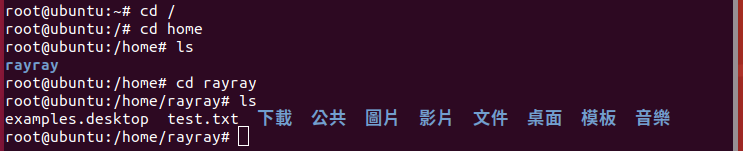 root@ubuntu:~# cd /
root@ubuntu:/# cd home
root@ubuntu:/home# ls
rayray
root@ubuntu:/home# cd rayray
root@ubuntu:/home/rayray# ls
examples.desktop  test.txt  下載  公共  圖片  影片  文件  桌面  模板  音樂
root@ubuntu:/home/rayray#